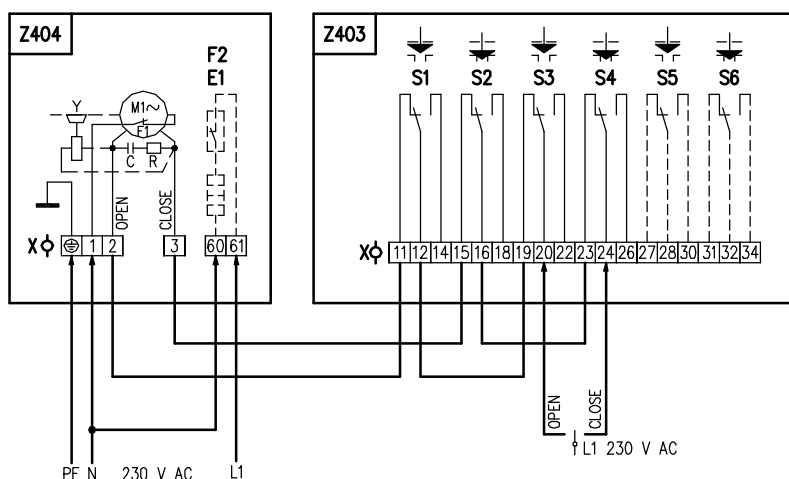 Z404
F2
E1
Y
M1~
F1
C R
OPEN
CLOSE
X
1 2 3 60 61
PE N 230 V AC L1
Z403
S1 S2 S3 S4 S5 S6
X
11 12 14 15 16 18 19 20 22 23 24 26 27 28 30 31 32 34
OPEN
CLOSE
L1 230 V AC